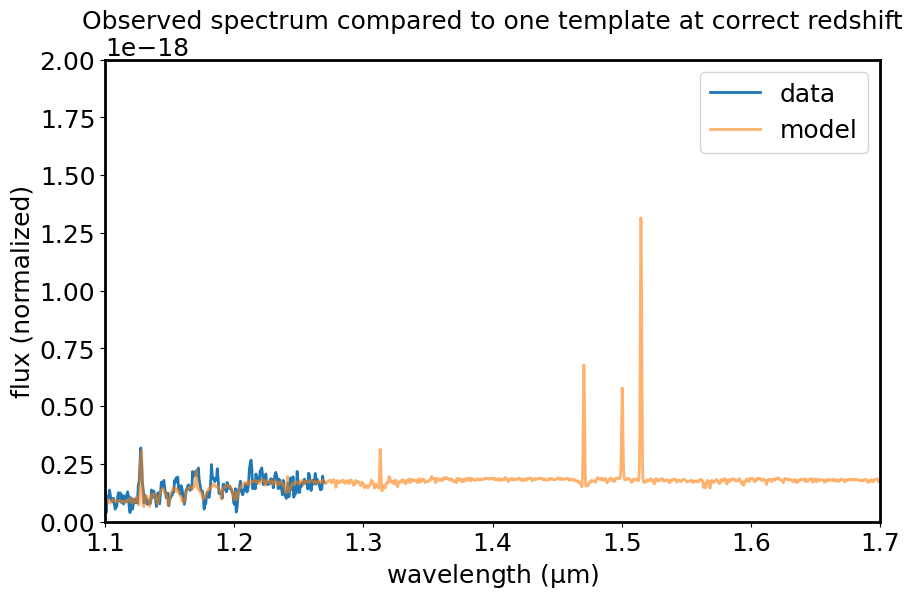 Observed spectrum compared to one template at correct redshift
1e−18
2.00
1.75
1.50
1.25
1.00
0.75
0.50
0.25
0.00
flux (normalized)
data
model
1.1 1.2 1.3 1.4 1.5 1.6 1.7
wavelength (μm)